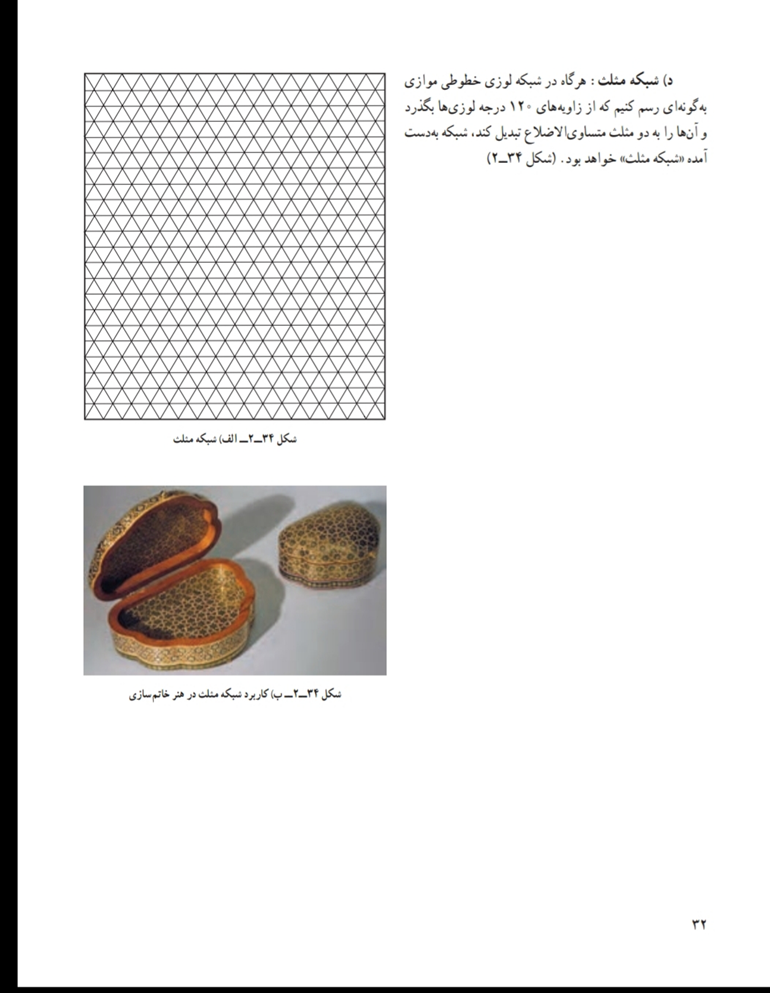 د) شبکه مثلث : هرگاه در شبکه لوزی خطوطی موازی
به‌گونه‌ای رسم کنیم که از زاویه‌های ۱۲۰ درجه لوزی‌ها بگذرد
و آن‌ها را به دو مثلث متساوی‌الاضلاع تبدیل کند، شبکه به‌دست
آمده «شبکه مثلث» خواهد بود. (شکل ۳۴ــ۲)
شکل ۳۴ــ۲ــ الف) شبکه مثلث
شکل ۳۴ــ۲ــ ب) کاربرد شبکه مثلث در هنر خاتم‌سازی
۳۲